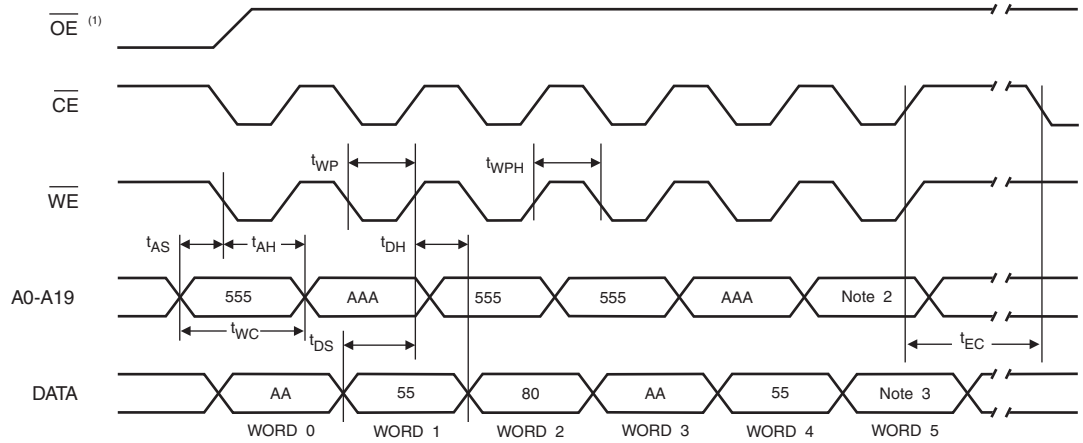 OE (1)
CE
tWP
tWPH
WE
tAS
tAH
tDH
A0-A19
555
AAA
555
555
AAA
Note 2
tWC
tDS
tEC
DATA
AA
55
80
AA
55
Note 3
WORD 0
WORD 1
WORD 2
WORD 3
WORD 4
WORD 5